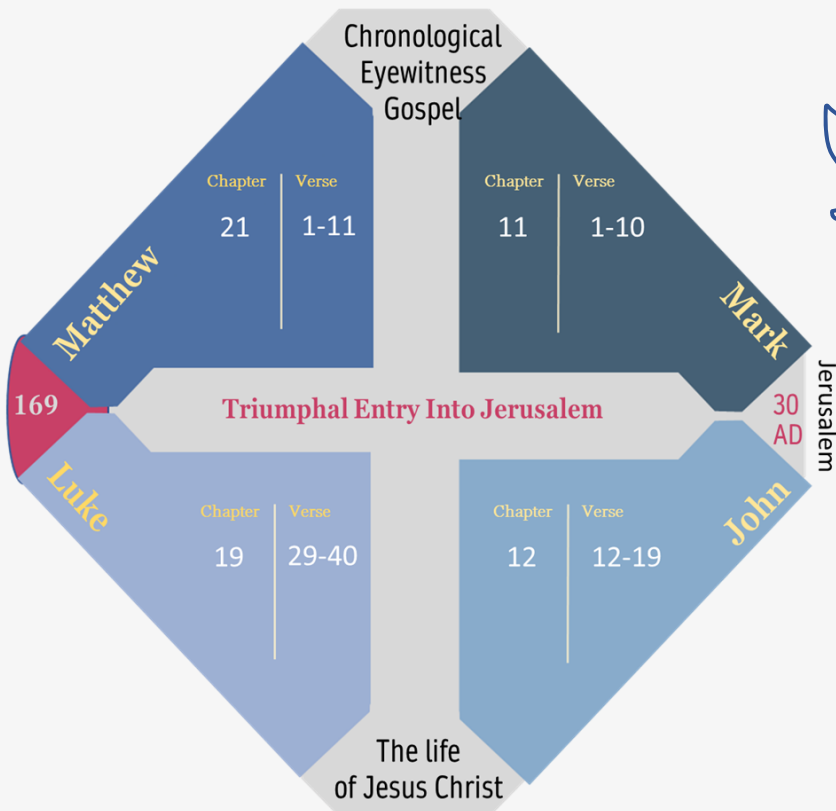 Chronological
Eyewitness
Gospel
Chapter Verse
21 1-11
Matthew
Chapter Verse
11 1-10
Mark
169
Triumphal Entry Into Jerusalem
30
AD
Jerusalem
Luke
Chapter Verse
19 29-40
Chapter Verse
12 12-19
John
The life
of Jesus Christ